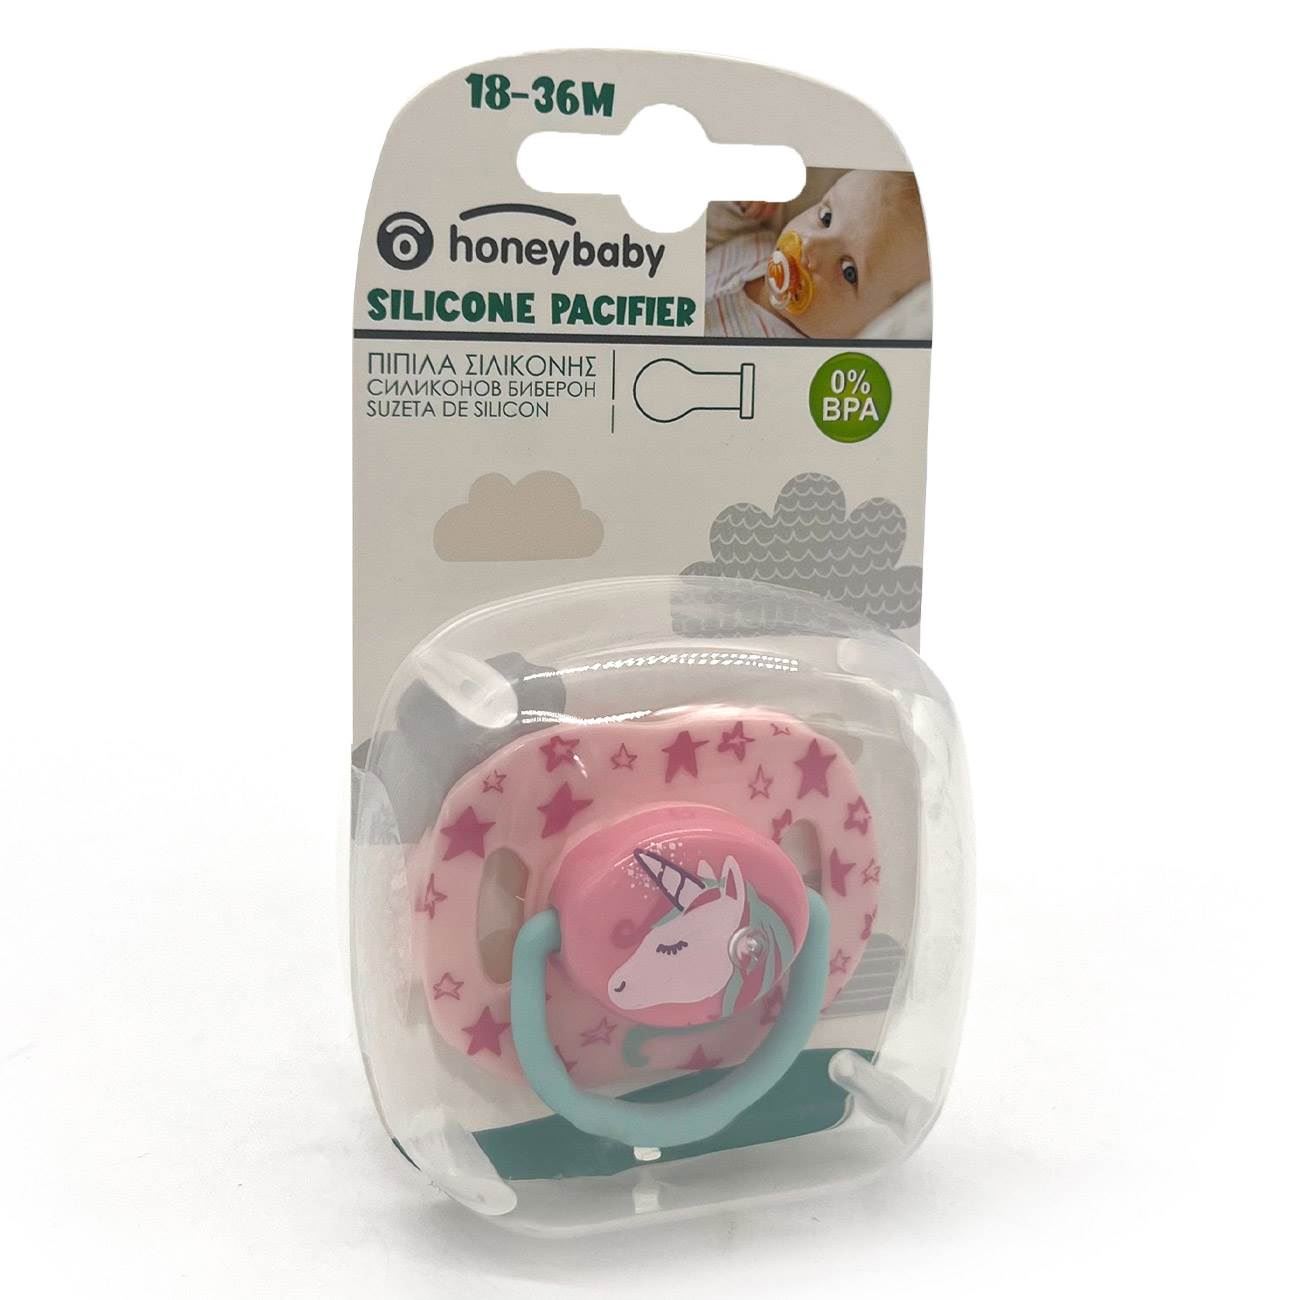 18-36M
honeybaby
SILICONE PACIFIER
ΠΙΠΙΛΑ ΣΙΛΙΚΟΝΗΣ
СИЛИКОНОВ БИБЕРОН
SUZETA DE SILICON
0%
BPA